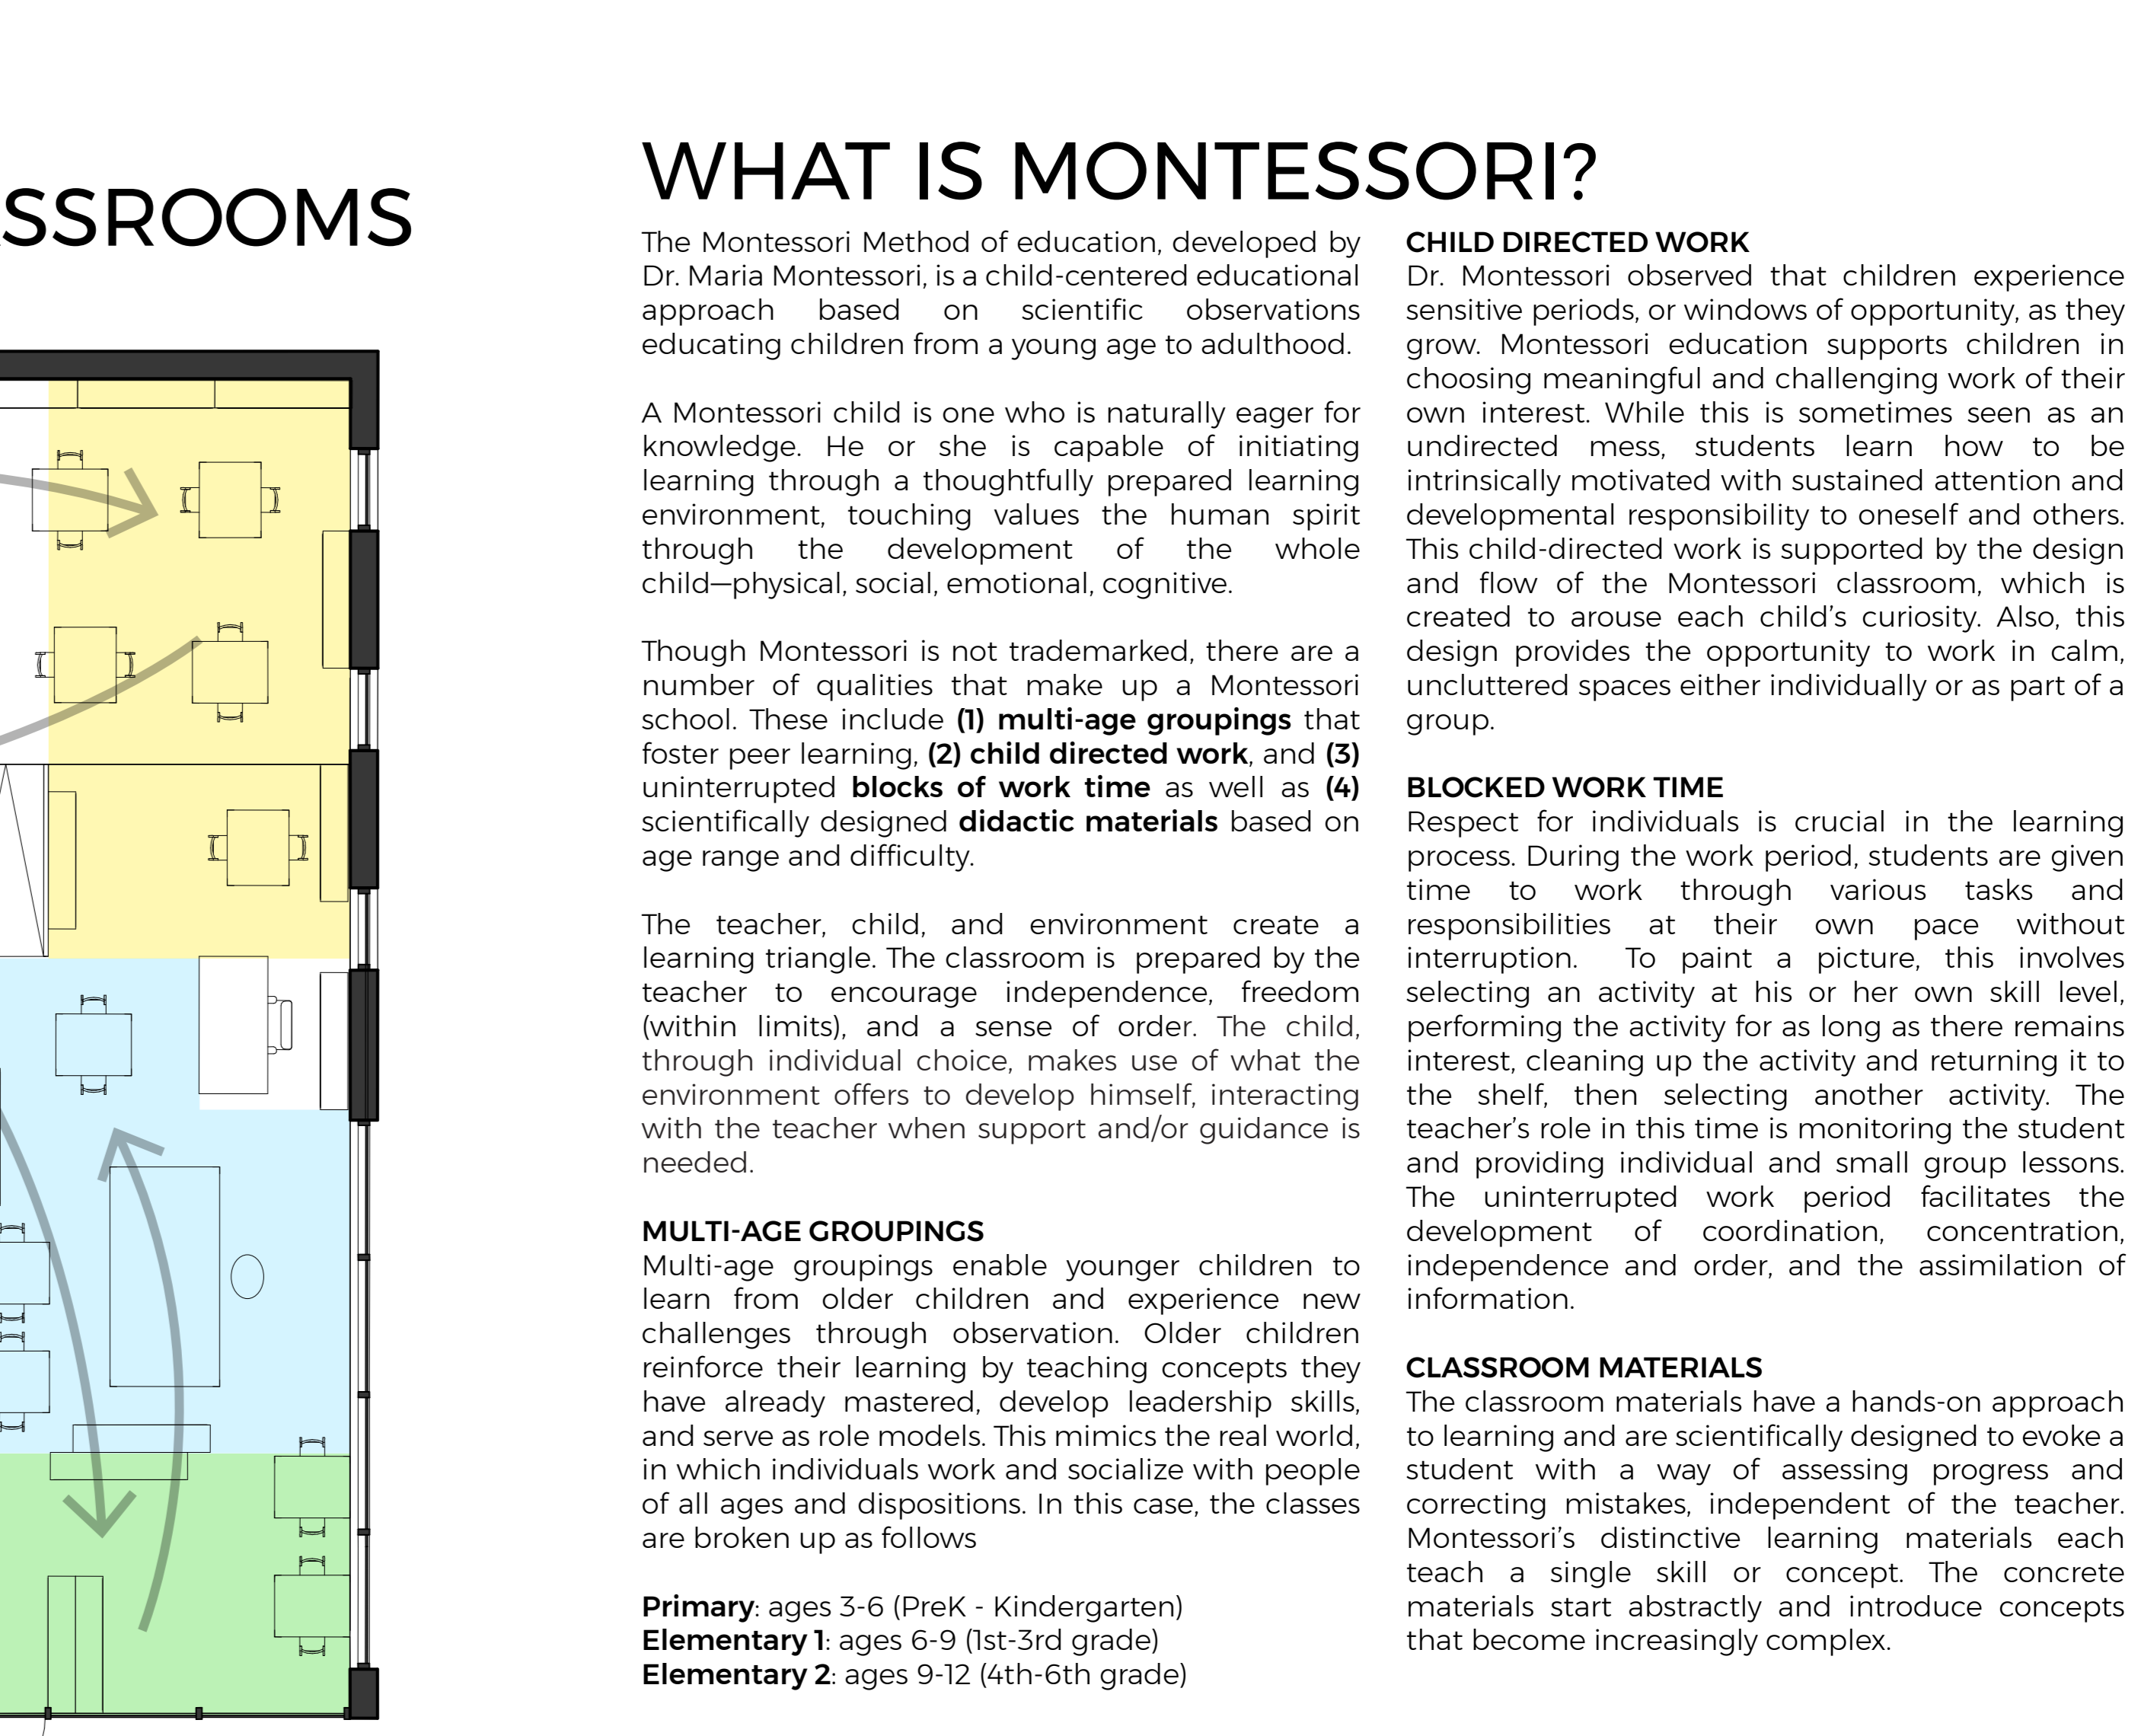 SSROOMS
WHAT IS MONTESSORI?
The Montessori Method of education, developed by
Dr. Maria Montessori, is a child-centered educational
approach based on scientific observations
educating children from a young age to adulthood.
A Montessori child is one who is naturally eager for
knowledge. He or she is capable of initiating
learning through a thoughtfully prepared learning
environment, touching values the human spirit
through the development of the whole
child—physical, social, emotional, cognitive.
Though Montessori is not trademarked, there are a
number of qualities that make up a Montessori
school. These include (1) multi-age groupings that
foster peer learning, (2) child directed work, and (3)
uninterrupted blocks of work time as well as (4)
scientifically designed didactic materials based on
age range and difficulty.
The teacher, child, and environment create a
learning triangle. The classroom is prepared by the
teacher to encourage independence, freedom
(within limits), and a sense of order. The child,
through individual choice, makes use of what the
environment offers to develop himself, interacting
with the teacher when support and/or guidance is
needed.
MULTI-AGE GROUPINGS
Multi-age groupings enable younger children to
learn from older children and experience new
challenges through observation. Older children
reinforce their learning by teaching concepts they
have already mastered, develop leadership skills,
and serve as role models. This mimics the real world,
in which individuals work and socialize with people
of all ages and dispositions. In this case, the classes
are broken up as follows
Primary: ages 3-6 (PreK - Kindergarten)
Elementary 1: ages 6-9 (1st-3rd grade)
Elementary 2: ages 9-12 (4th-6th grade)
CHILD DIRECTED WORK
Dr. Montessori observed that children experience
sensitive periods, or windows of opportunity, as they
grow. Montessori education supports children in
choosing meaningful and challenging work of their
own interest. While this is sometimes seen as an
undirected mess, students learn how to be
intrinsically motivated with sustained attention and
developmental responsibility to oneself and others.
This child-directed work is supported by the design
and flow of the Montessori classroom, which is
created to arouse each child's curiosity. Also, this
design provides the opportunity to work in calm,
uncluttered spaces either individually or as part of a
group.
BLOCKED WORK TIME
Respect for individuals is crucial in the learning
process. During the work period, students are given
time to work through various tasks and
responsibilities at their own pace without
interruption. To paint a picture, this involves
selecting an activity at his or her own skill level,
performing the activity for as long as there remains
interest, cleaning up the activity and returning it to
the shelf, then selecting another activity. The
teacher's role in this time is monitoring the student
and providing individual and small group lessons.
The uninterrupted work period facilitates the
development of coordination, concentration,
independence and order, and the assimilation of
information.
CLASSROOM MATERIALS
The classroom materials have a hands-on approach
to learning and are scientifically designed to evoke a
student with a way of assessing progress and
correcting mistakes, independent of the teacher.
Montessori's distinctive learning materials each
teach a single skill or concept. The concrete
materials start abstractly and introduce concepts
that become increasingly complex.